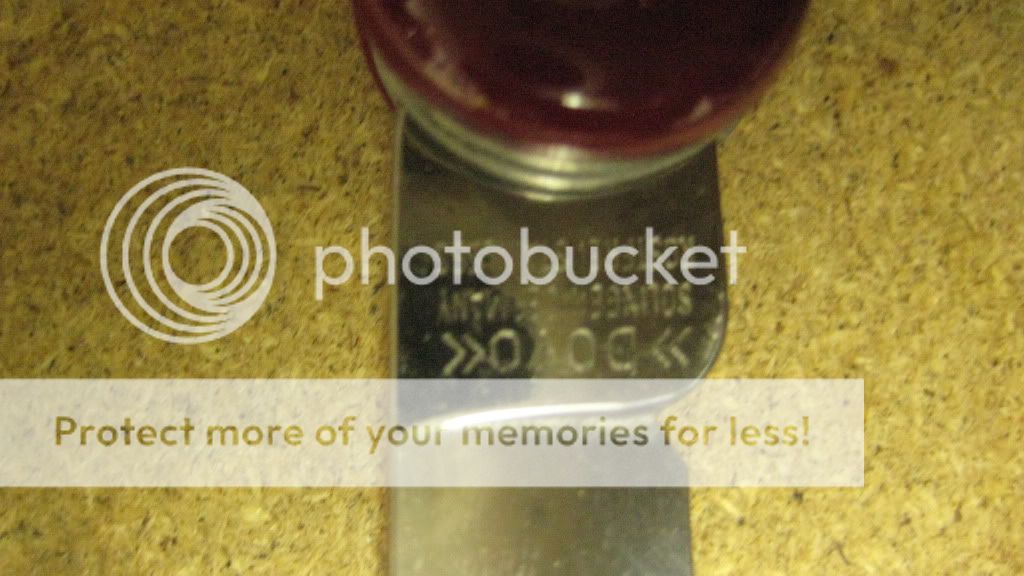 photobucket
»DOVO«
SOLINGEN-GERMANY
Protect more of your memories for less!